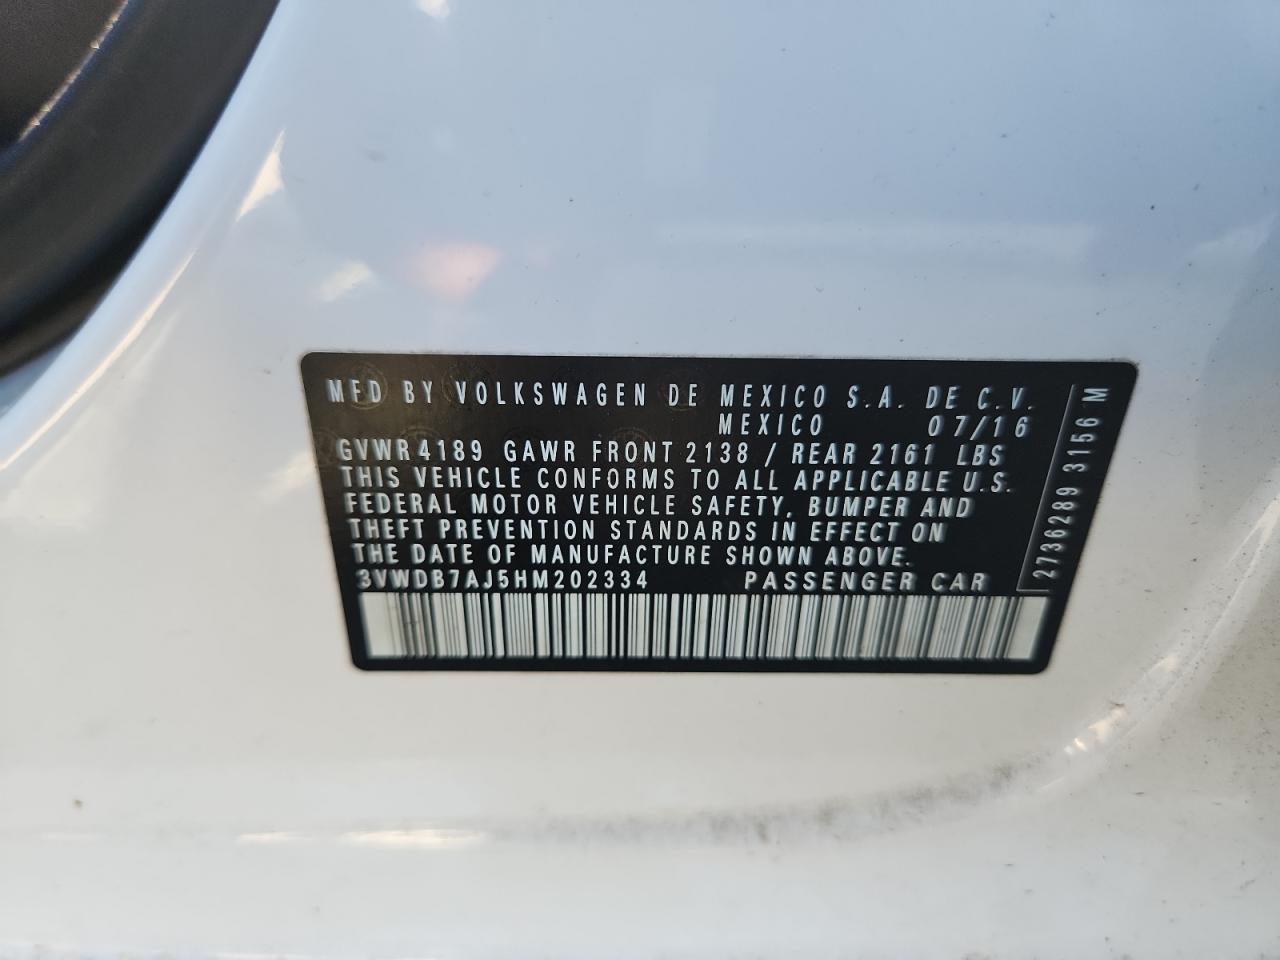 MFD BY VOLKSWAGEN DE MEXICO S.A. DE C.V.
MEXICO 07/16
GVWR 4189 GAWR FRONT 2138 / REAR 2161 LBS
THIS VEHICLE CONFORMS TO ALL APPLICABLE U.S.
FEDERAL MOTOR VEHICLE SAFETY, BUMPER AND
THEFT PREVENTION STANDARDS IN EFFECT ON
THE DATE OF MANUFACTURE SHOWN ABOVE.
3VWDB7AJ5HM202334 PASSENGER CAR
2736289 3156 M